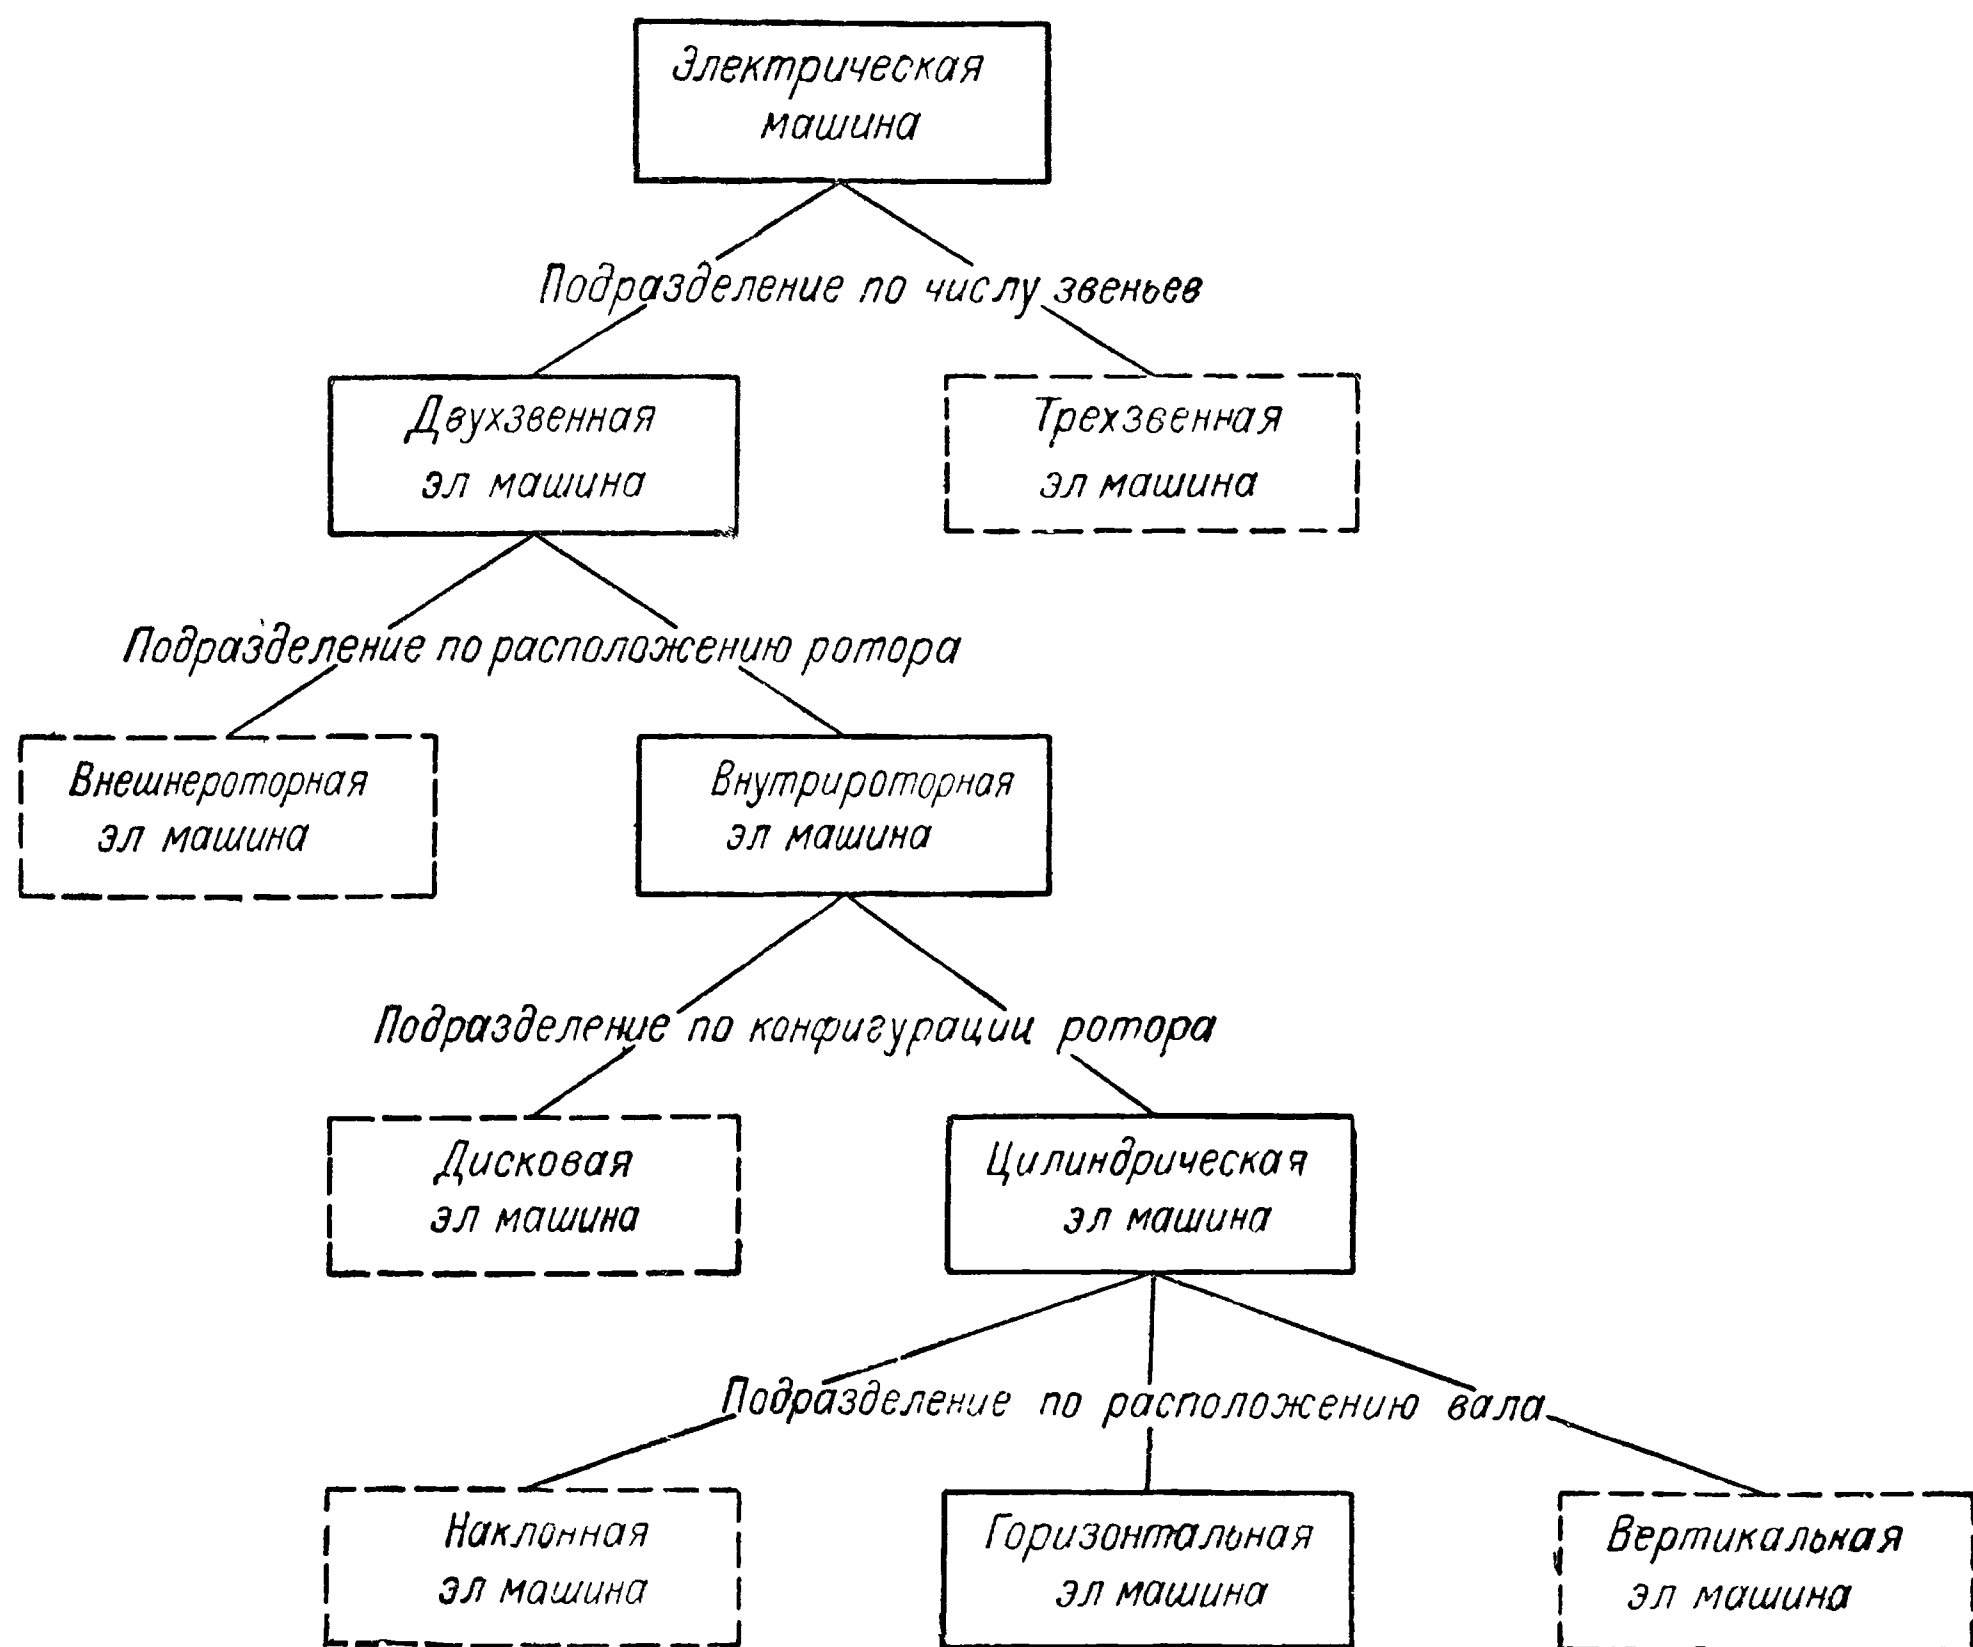 Электрическая
машина
Подразделение по числу звеньев
Двухзвенная
эл машина
Трехзвенная
эл машина
Подразделение по расположению ротора
Внешнероторная
эл машина
Внутрироторная
эл машина
Подразделение по конфигурации ротора
Дисковая
эл машина
Цилиндрическая
эл машина
Подразделение по расположению вала
Наклонная
эл машина
Горизонтальная
эл машина
Вертикальная
эл машина